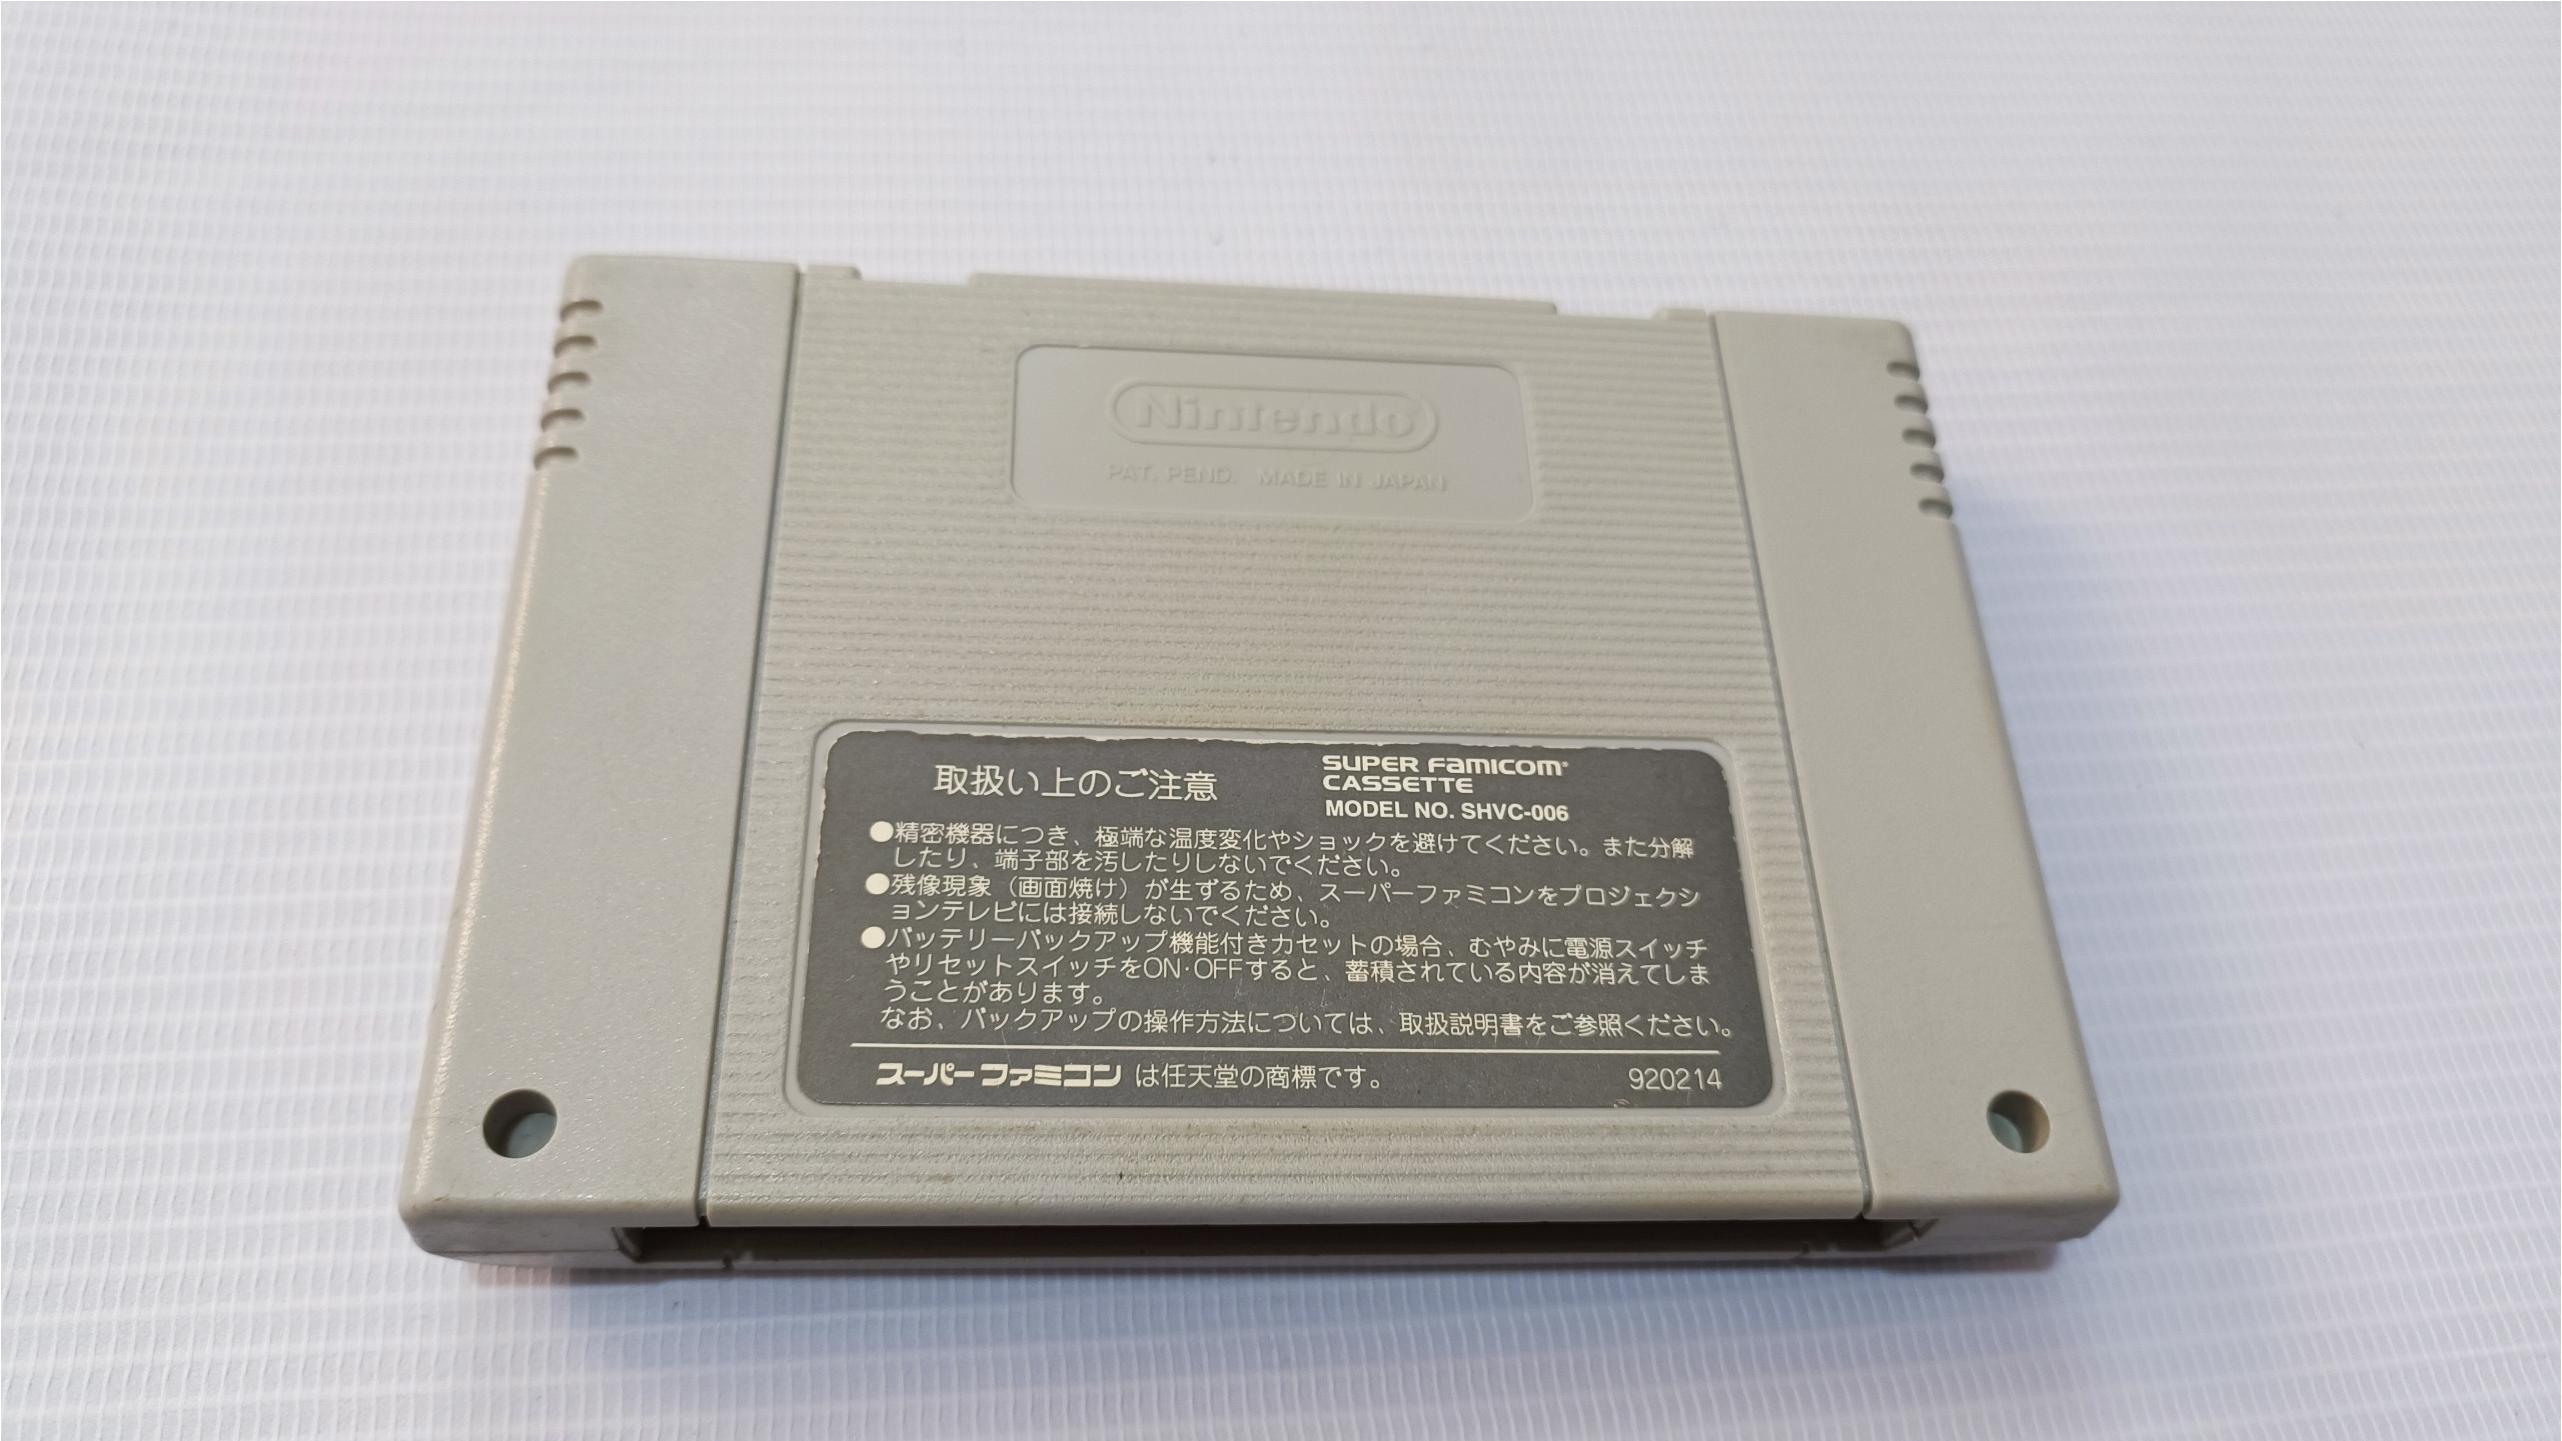 Nintendo
PAT. PEND. MADE IN JAPAN
取扱い上のご注意
SUPER FAMICOM
CASSETTE
MODEL NO. SHVC-006
●精密機器につき、極端な温度変化やショックを避けてください。また分解
したり、端子部を汚したりしないでください。
●残像現象（画面焼け）が生ずるため、スーパーファミコンをプロジェクシ
ョンテレビには接続しないでください。
●バッテリーバックアップ機能付きカセットの場合、むやみに電源スイッチ
やリセットスイッチをON·OFFすると、蓄積されている内容が消えてしま
うことがあります。
なお、バックアップの操作方法については、取扱説明書をご参照ください。
スーパーファミコン は任天堂の商標です。 920214